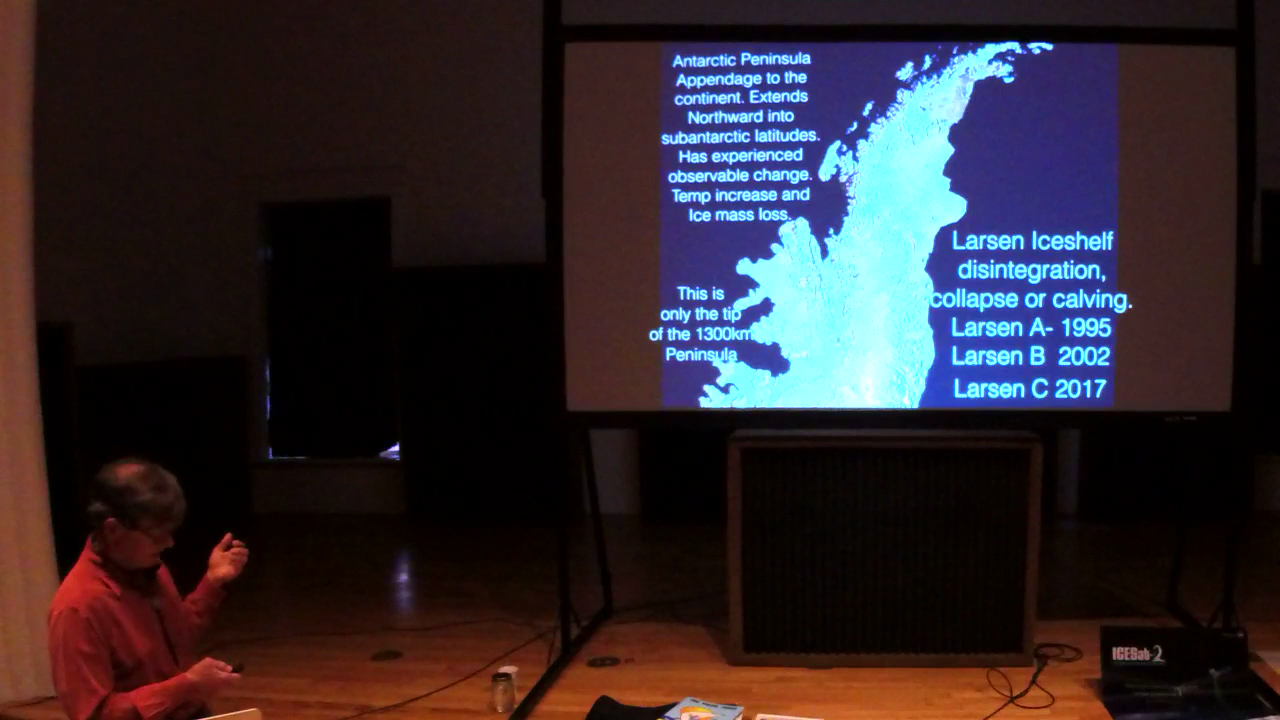 Antarctic Peninsula
Appendage to the
continent. Extends
Northward into
subantarctic latitudes.
Has experienced
observable change.
Temp increase and
Ice mass loss.
This is
only the tip
of the 1300km
Peninsula
Larsen Iceshelf
disintegration,
collapse or calving.
Larsen A- 1995
Larsen B 2002
Larsen C 2017
ICESat-2